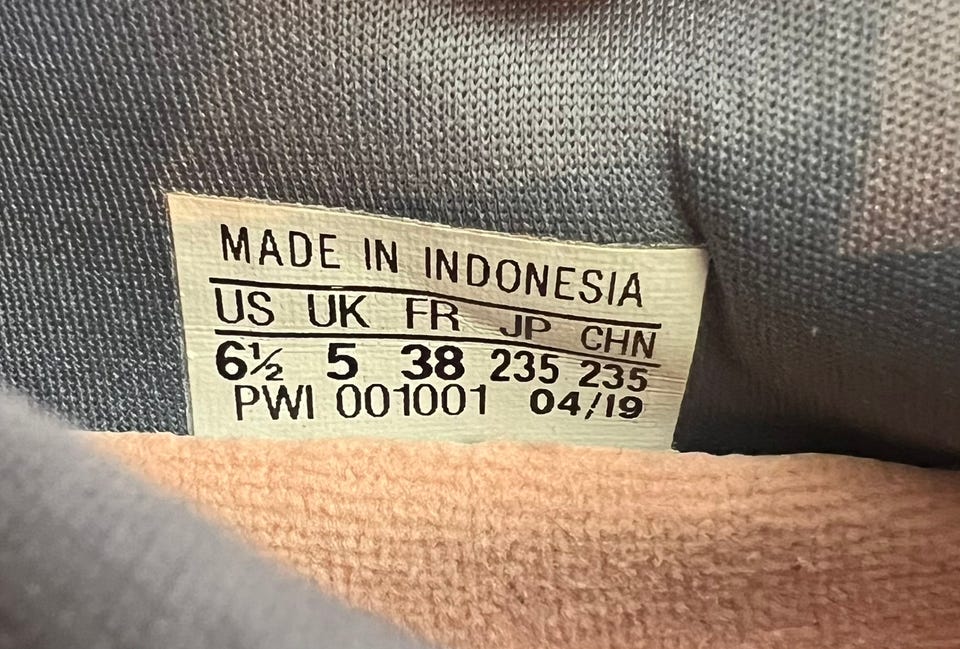 MADE IN INDONESIA
US UK FR JP CHN
6½ 5 38 235 235
PWI 001001 04/19